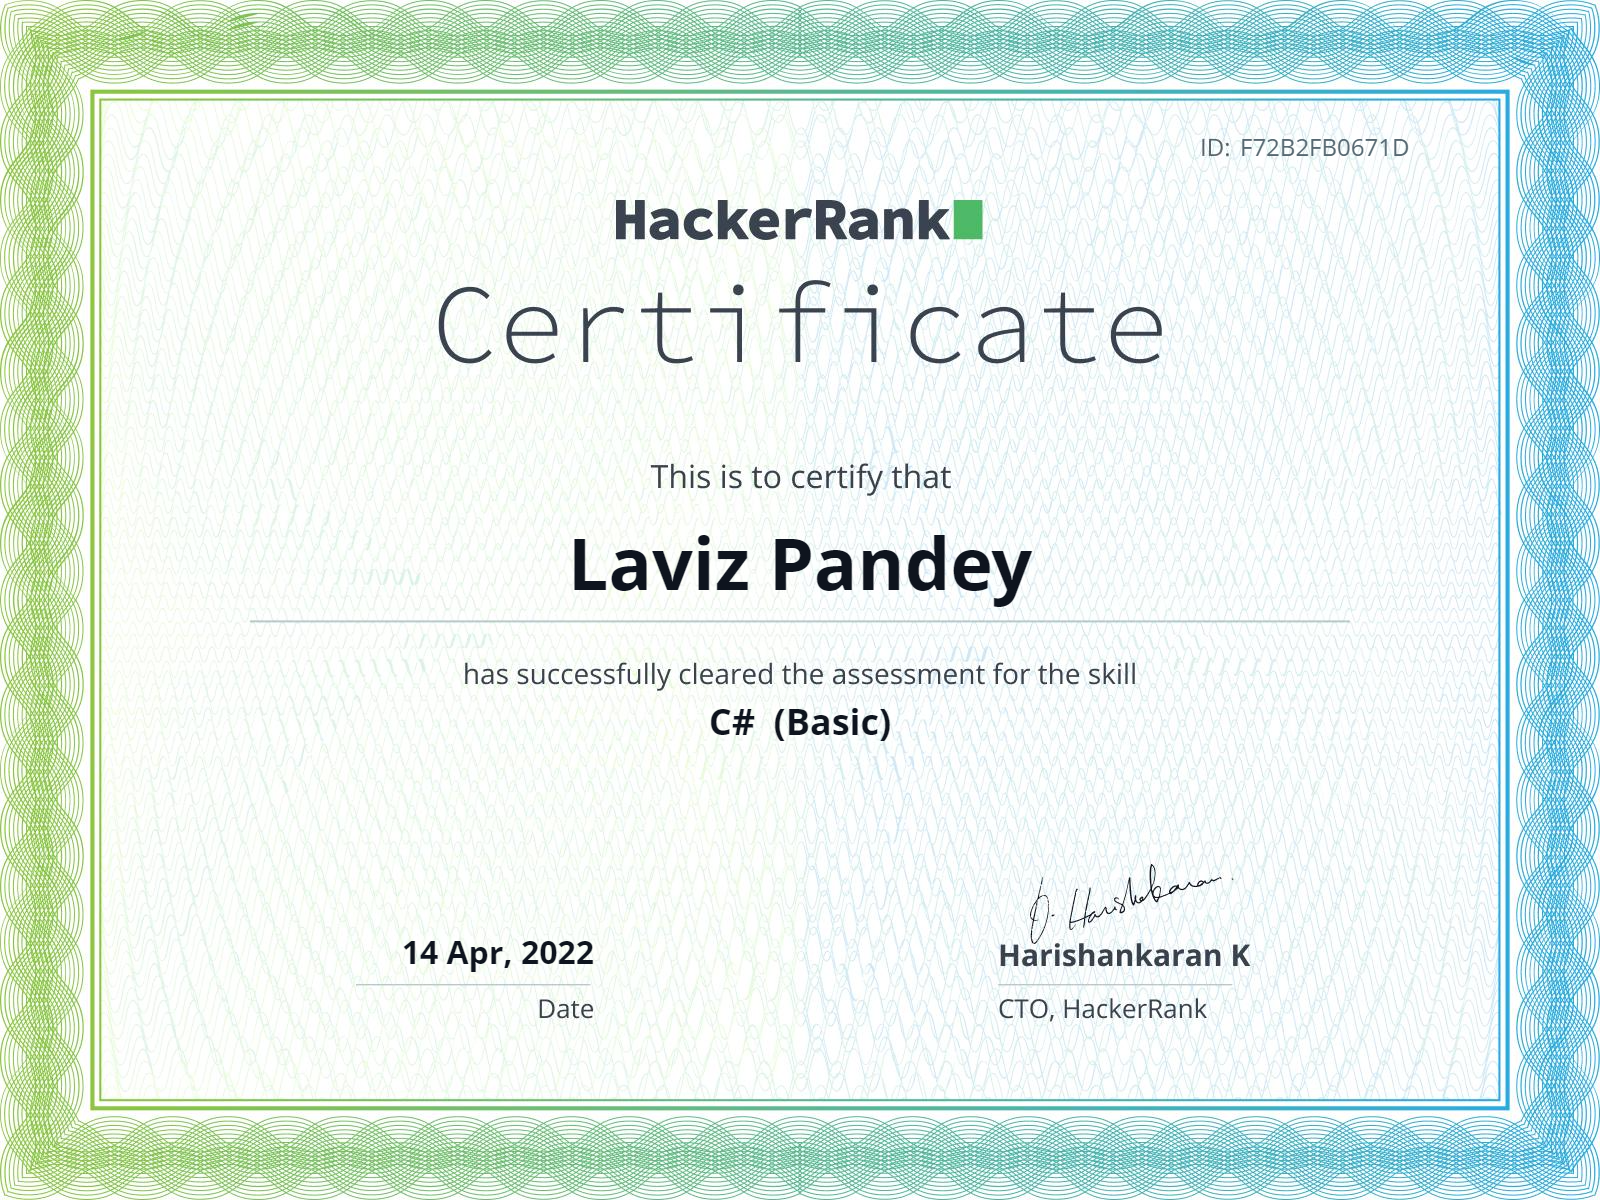 ID: F72B2FB0671D
HackerRank
Certificate
This is to certify that
Laviz Pandey
has successfully cleared the assessment for the skill
C# (Basic)
14 Apr, 2022
Date
Harishankaran K
CTO, HackerRank